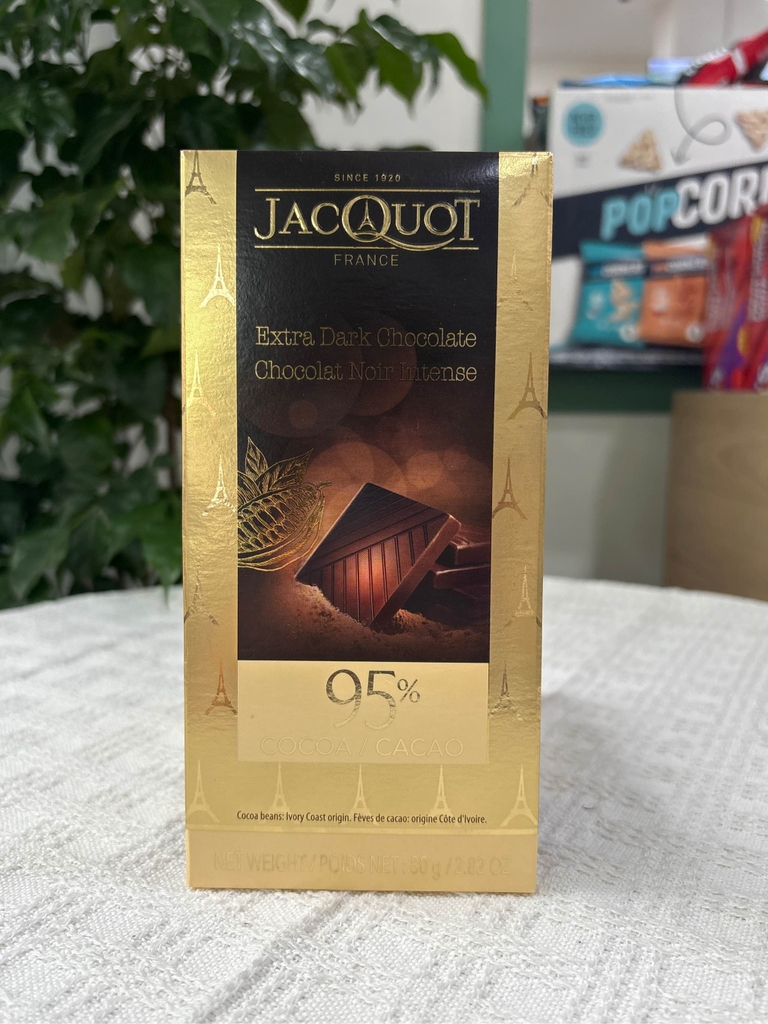 SINCE 1920
JACQUOT
FRANCE
Extra Dark Chocolate
Chocolat Noir Intense
95%
COCOA / CACAO
Cocoa beans: Ivory Coast origin. Fèves de cacao: origine Côte d'Ivoire.
NET WEIGHT / POIDS NET : 80 g / 2.82 OZ
POPCOR